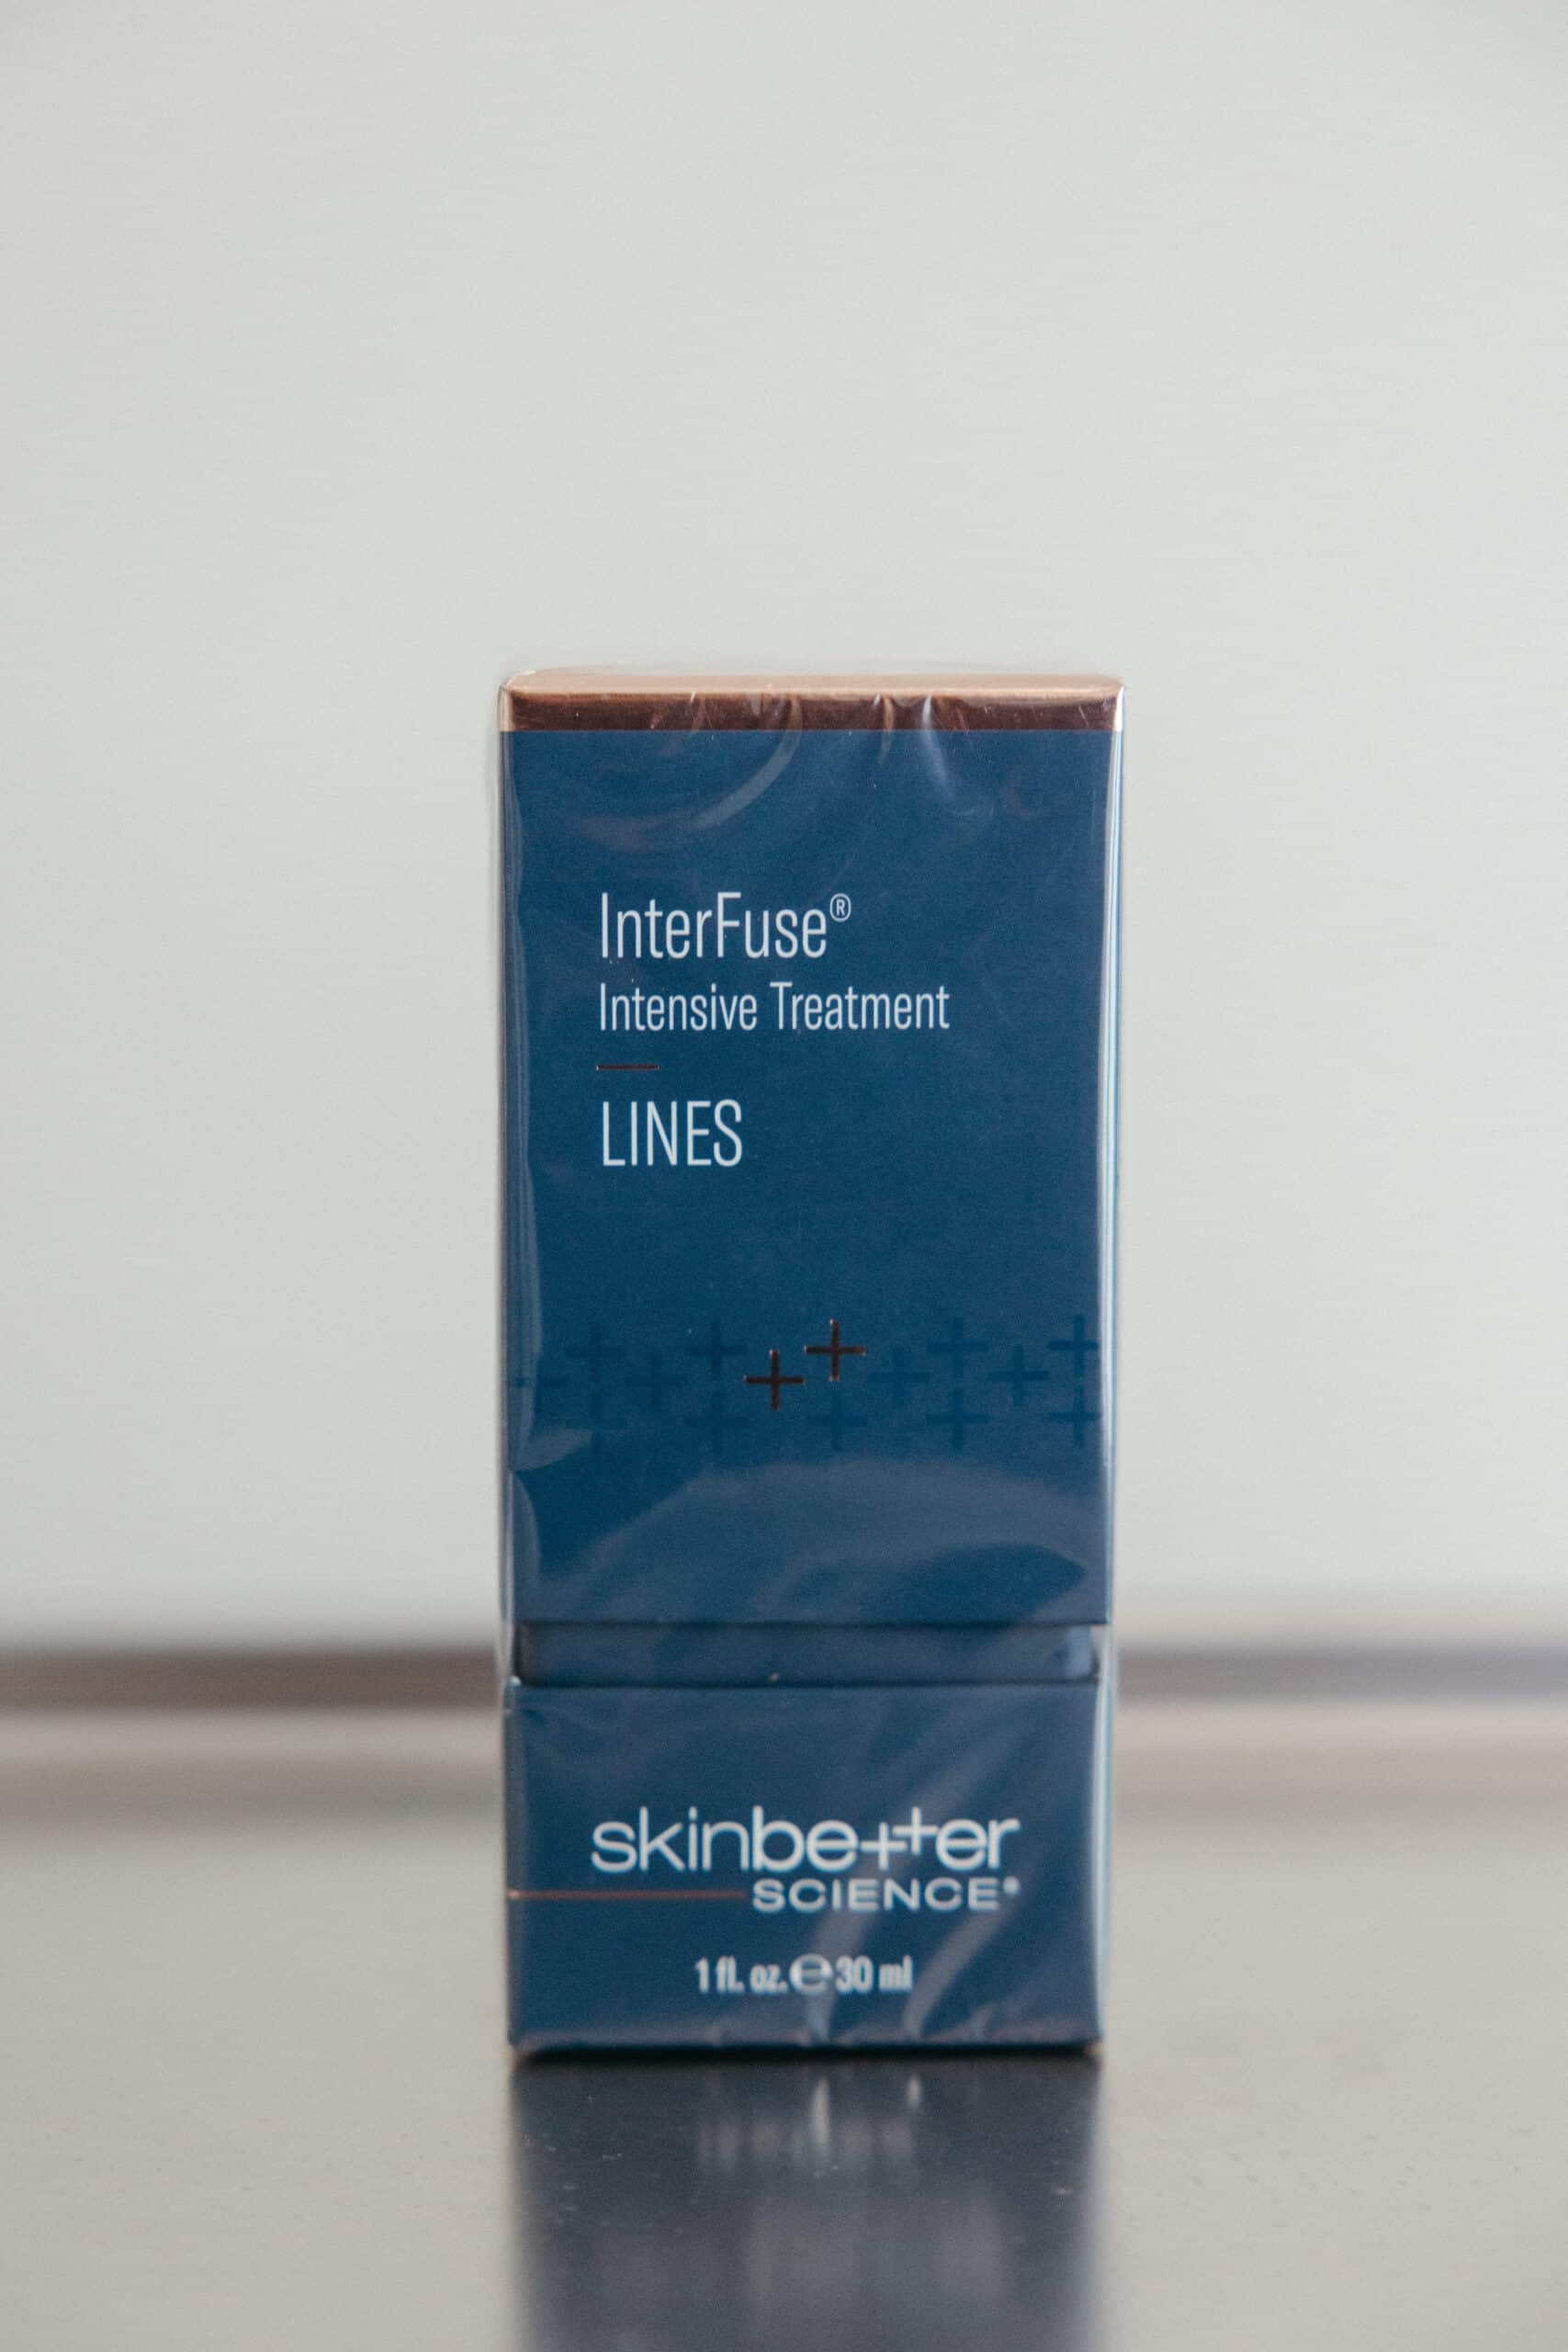 InterFuse®
Intensive Treatment
LINES
skinbetter
SCIENCE®
1 fl. oz. ℮ 30 ml